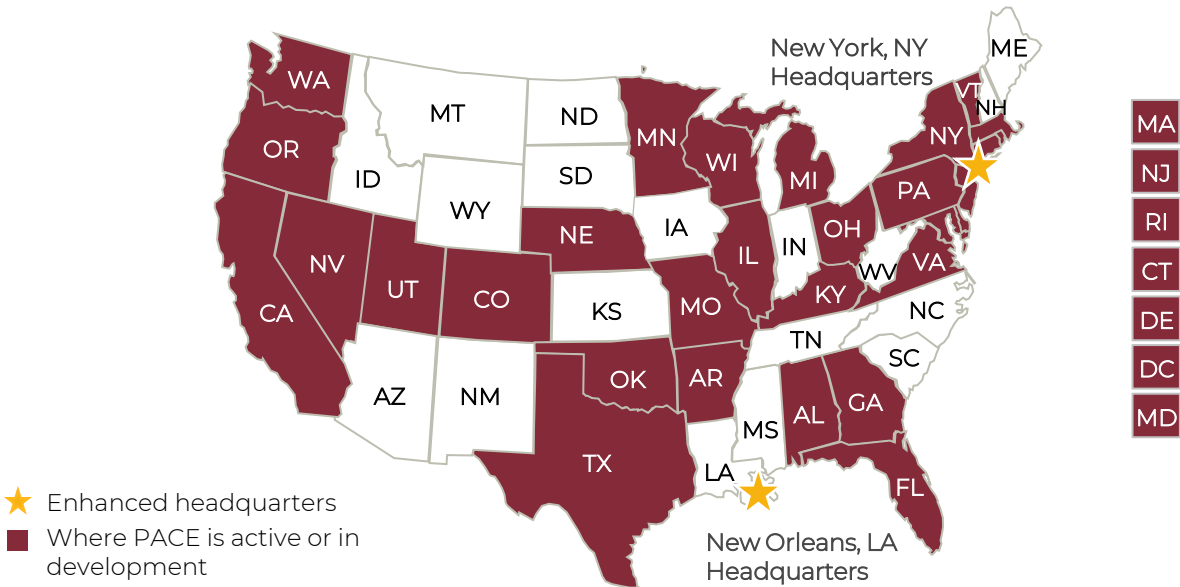 New York, NY
Headquarters
ME
WA
VT
NH
MT
ND
MN
NY
MA
OR
WI
NJ
ID
SD
MI
PA
WY
RI
NE
IA
OH
IN
IL
NV
VA
WV
CT
UT
CO
KY
MO
CA
KS
NC
DE
TN
SC
DC
OK
AR
AZ
NM
GA
AL
MD
MS
TX
LA
FL
Enhanced headquarters
Where PACE is active or in
development
New Orleans, LA
Headquarters